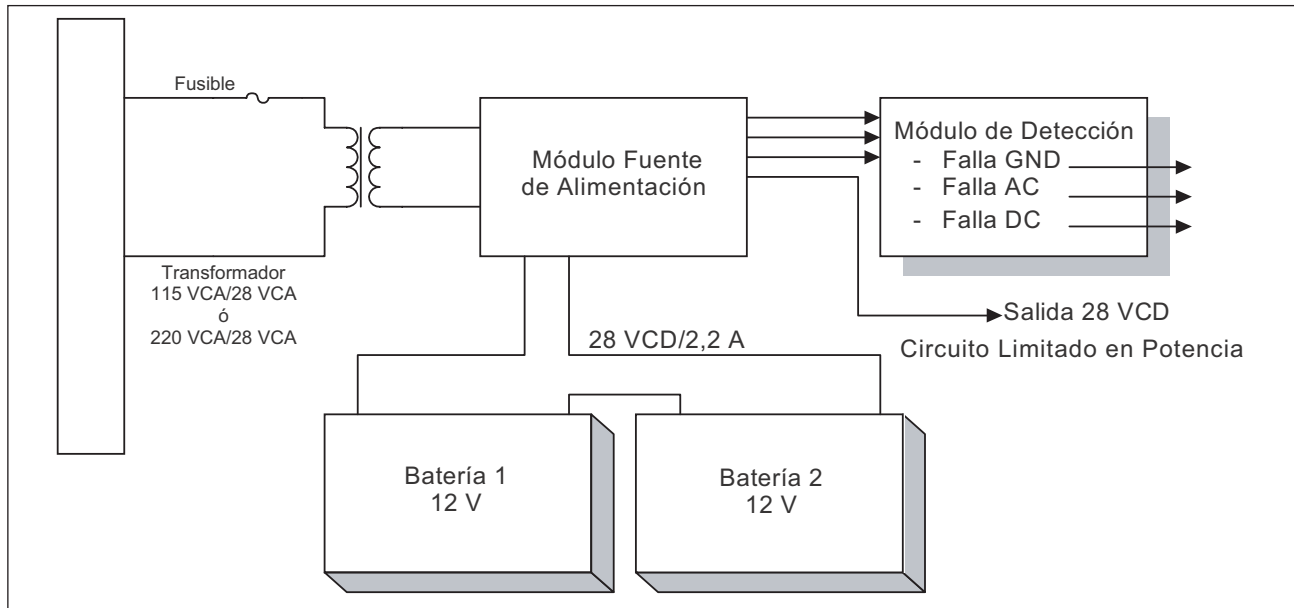 Fusible
Transformador
115 VCA/28 VCA
ó
220 VCA/28 VCA
Módulo Fuente
de Alimentación
Módulo de Detección
- Falla GND
- Falla AC
- Falla DC
Salida 28 VCD
Circuito Limitado en Potencia
28 VCD/2,2 A
Batería 1
12 V
Batería 2
12 V